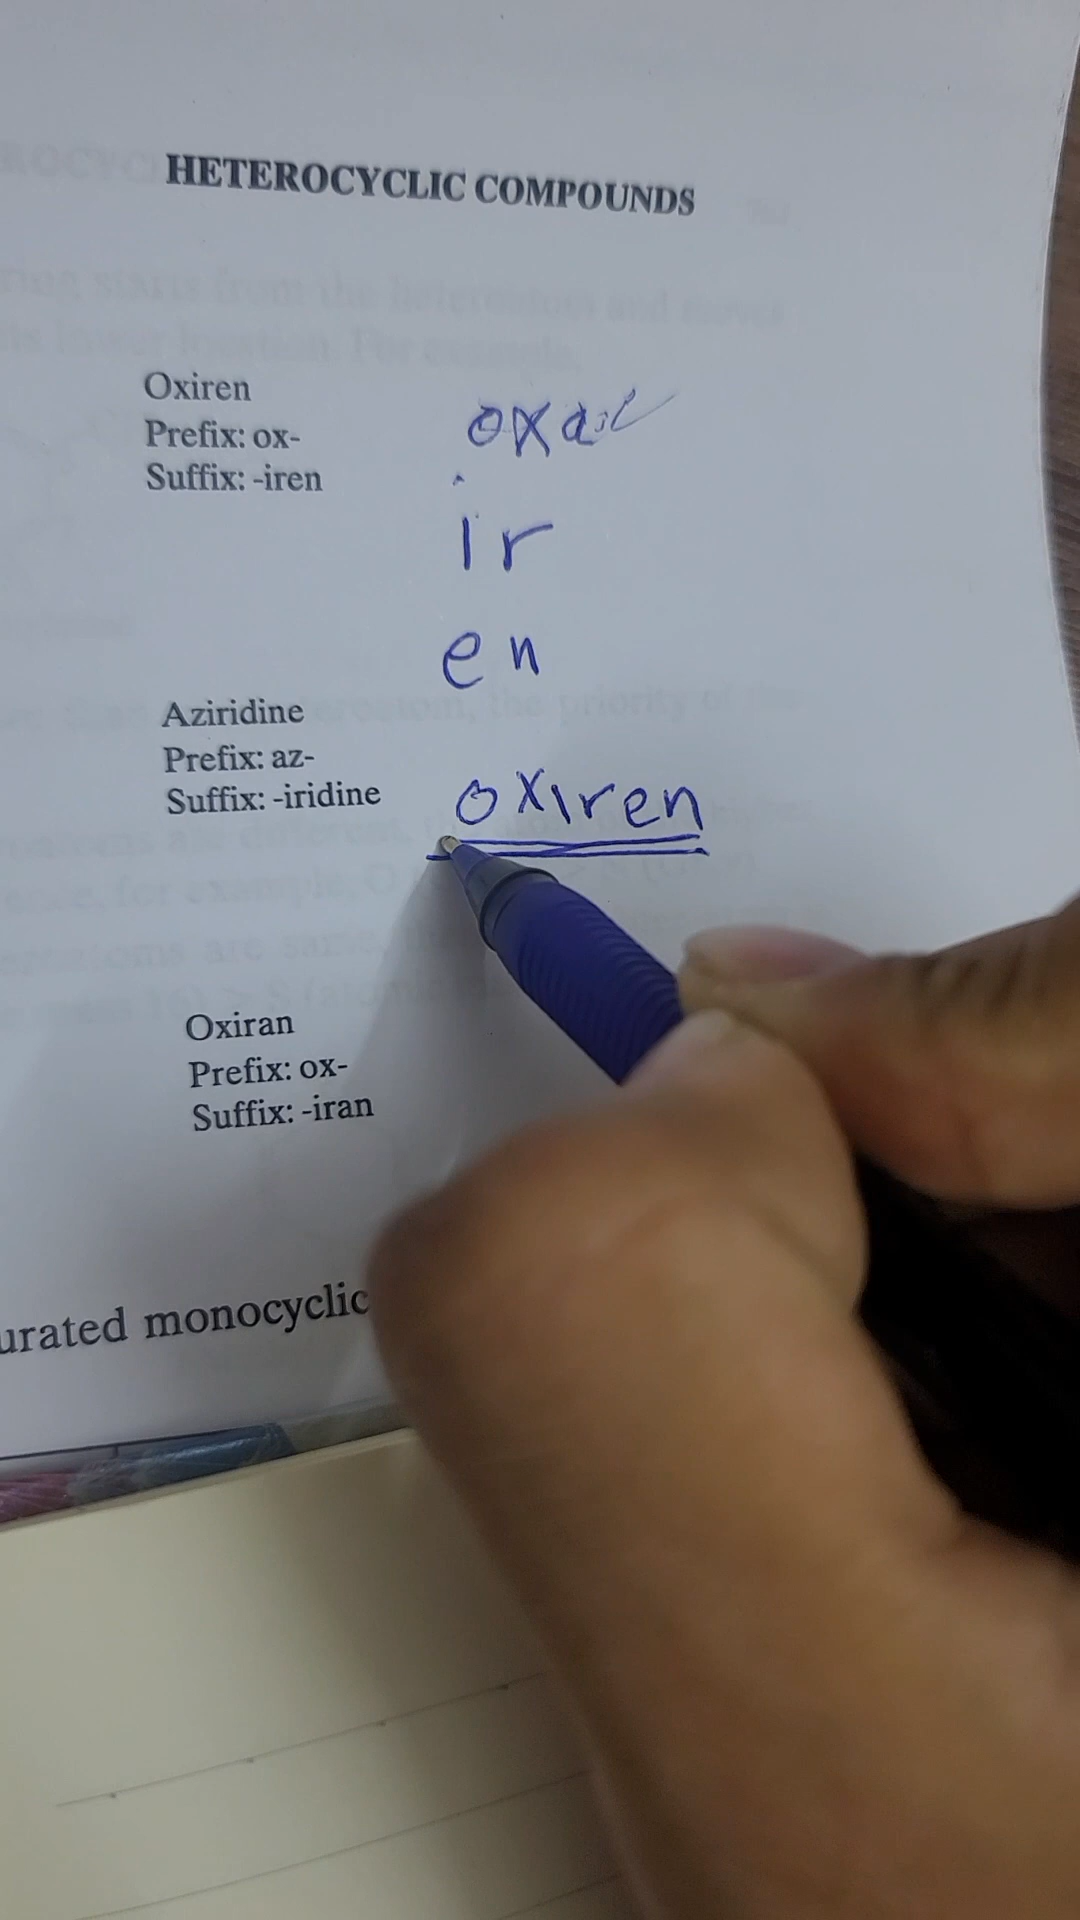 HETEROCYCLIC COMPOUNDS
Oxiren
Prefix: ox-
Suffix: -iren
oxa
ir
en
Aziridine
Prefix: az-
Suffix: -iridine
oxiren
Oxiran
Prefix: ox-
Suffix: -iran
urated monocyclic